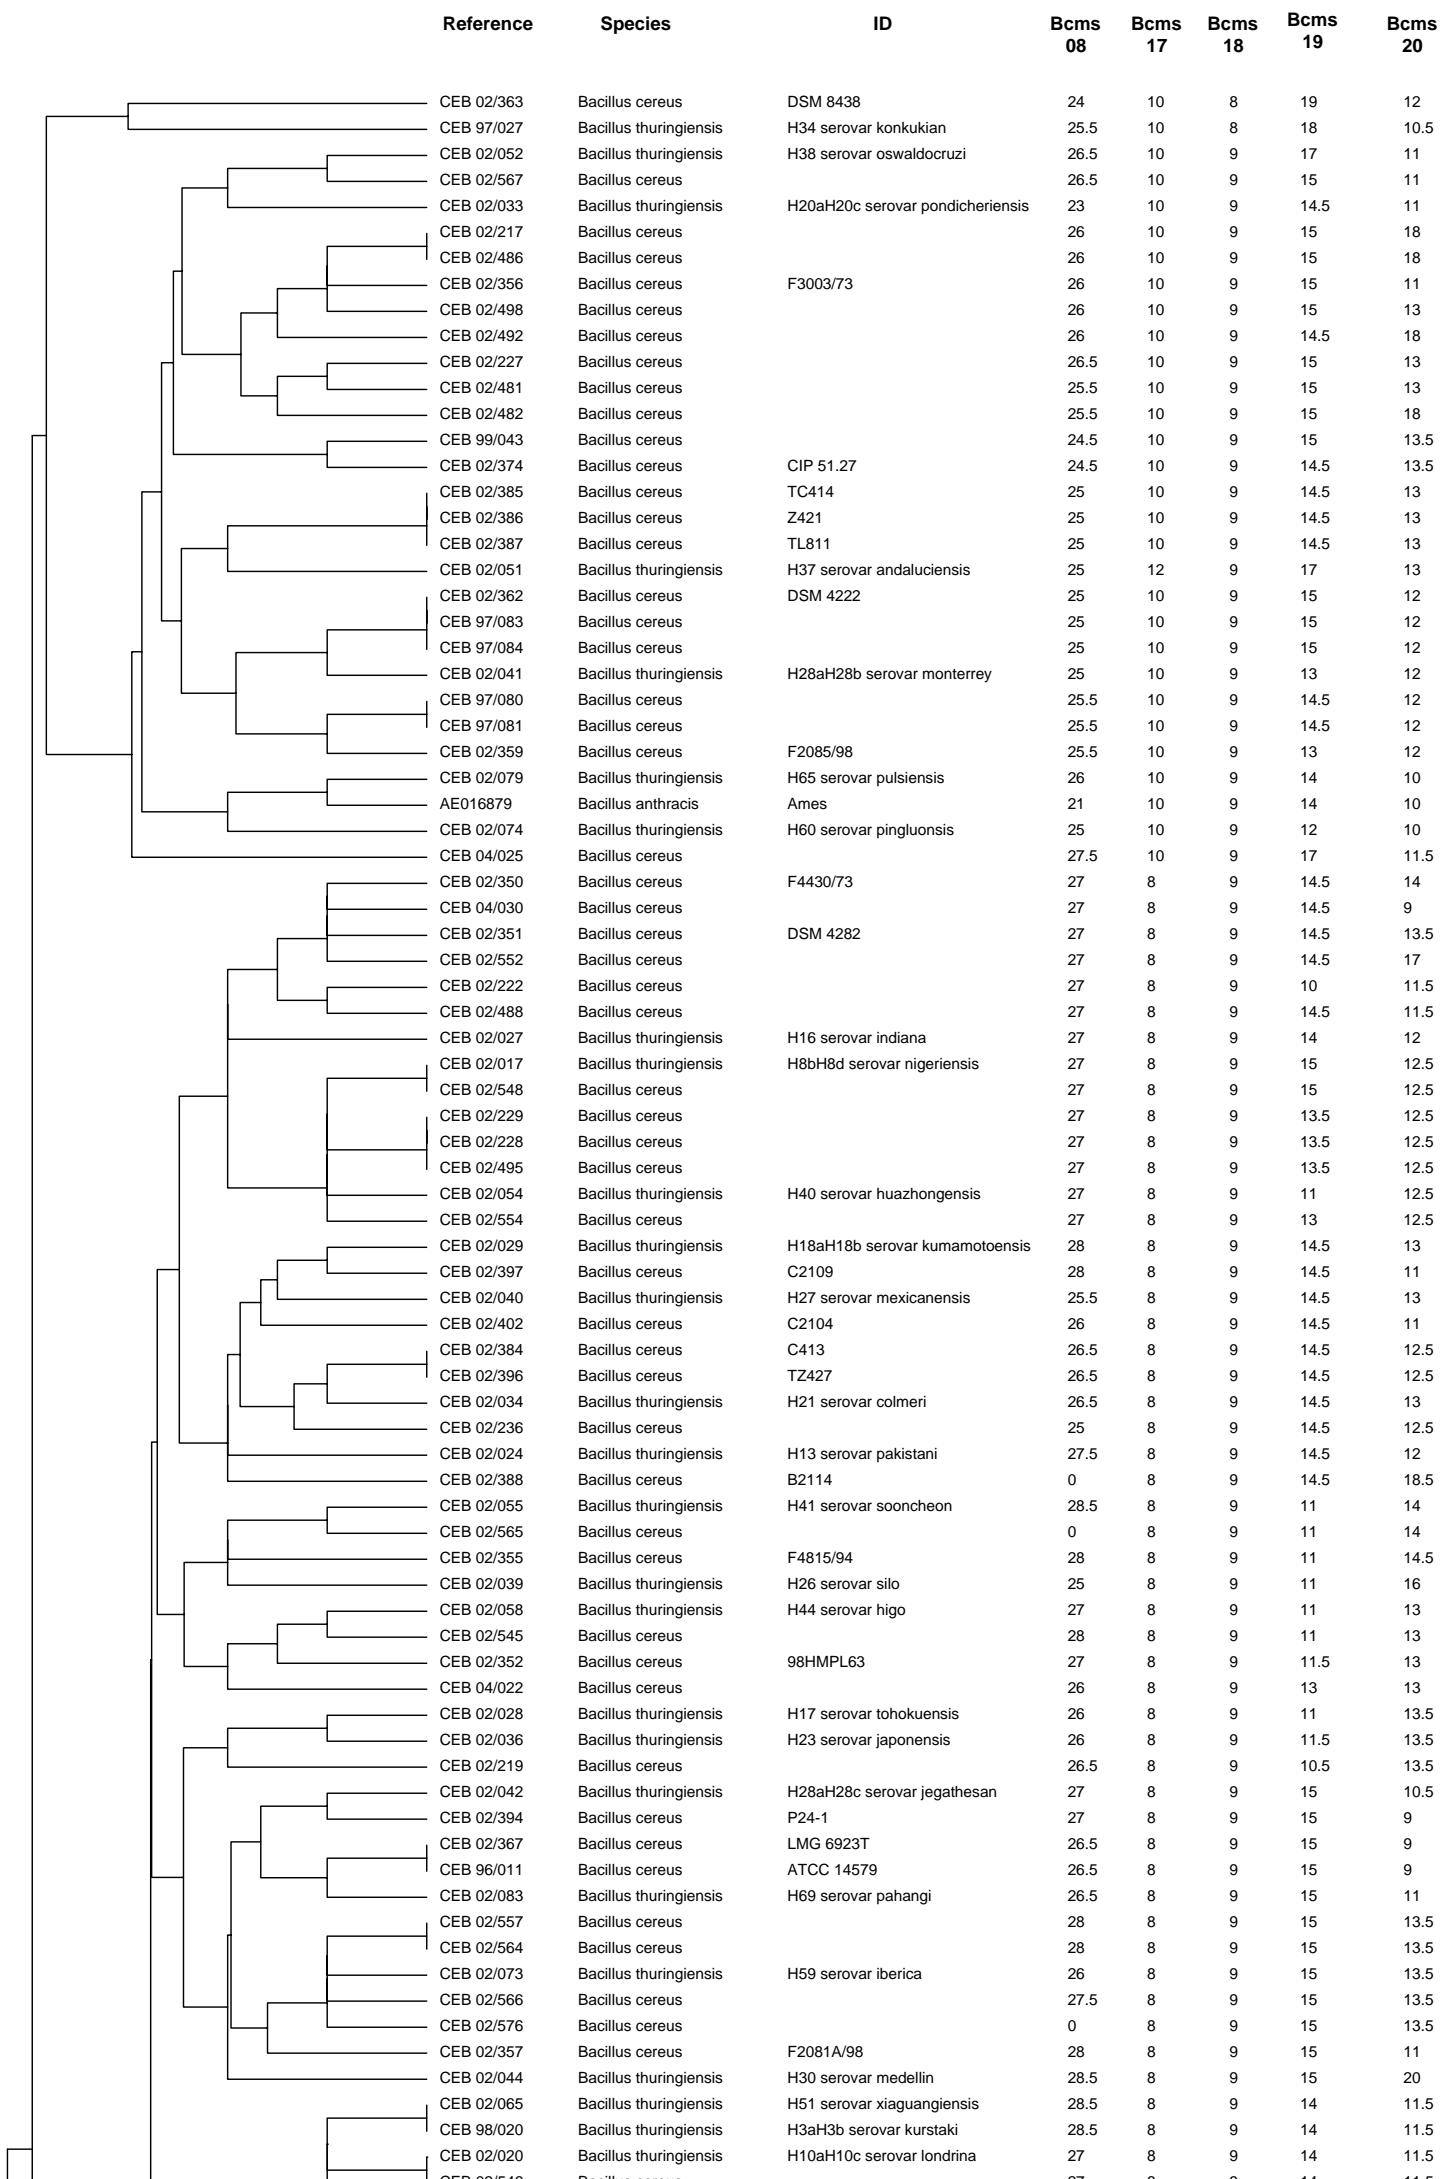 Reference Species ID Bcms 08 Bcms 17 Bcms 18 Bcms 19 Bcms 20
CEB 02/363 Bacillus cereus DSM 8438 24 10 8 19 12
CEB 97/027 Bacillus thuringiensis H34 serovar konkukian 25.5 10 8 18 10.5
CEB 02/052 Bacillus thuringiensis H38 serovar oswaldocruzi 26.5 10 9 17 11
CEB 02/567 Bacillus cereus 26.5 10 9 15 11
CEB 02/033 Bacillus thuringiensis H20aH20c serovar pondicheriensis 23 10 9 14.5 11
CEB 02/217 Bacillus cereus 26 10 9 15 18
CEB 02/486 Bacillus cereus 26 10 9 15 18
CEB 02/356 Bacillus cereus F3003/73 26 10 9 15 11
CEB 02/498 Bacillus cereus 26 10 9 15 13
CEB 02/492 Bacillus cereus 26 10 9 14.5 18
CEB 02/227 Bacillus cereus 26.5 10 9 15 13
CEB 02/481 Bacillus cereus 25.5 10 9 15 13
CEB 02/482 Bacillus cereus 25.5 10 9 15 18
CEB 99/043 Bacillus cereus 24.5 10 9 15 13.5
CEB 02/374 Bacillus cereus CIP 51.27 24.5 10 9 14.5 13.5
CEB 02/385 Bacillus cereus TC414 25 10 9 14.5 13
CEB 02/386 Bacillus cereus Z421 25 10 9 14.5 13
CEB 02/387 Bacillus cereus TL811 25 10 9 14.5 13
CEB 02/051 Bacillus thuringiensis H37 serovar andaluciensis 25 12 9 17 13
CEB 02/362 Bacillus cereus DSM 4222 25 10 9 15 12
CEB 97/083 Bacillus cereus 25 10 9 15 12
CEB 97/084 Bacillus cereus 25 10 9 15 12
CEB 02/041 Bacillus thuringiensis H28aH28b serovar monterrey 25 10 9 13 12
CEB 97/080 Bacillus cereus 25.5 10 9 14.5 12
CEB 97/081 Bacillus cereus 25.5 10 9 14.5 12
CEB 02/359 Bacillus cereus F2085/98 25.5 10 9 13 12
CEB 02/079 Bacillus thuringiensis H65 serovar pulsiensis 26 10 9 14 10
AE016879 Bacillus anthracis Ames 21 10 9 14 10
CEB 02/074 Bacillus thuringiensis H60 serovar pingluonsis 25 10 9 12 10
CEB 04/025 Bacillus cereus 27.5 10 9 17 11.5
CEB 02/350 Bacillus cereus F4430/73 27 8 9 14.5 14
CEB 04/030 Bacillus cereus 27 8 9 14.5 9
CEB 02/351 Bacillus cereus DSM 4282 27 8 9 14.5 13.5
CEB 02/552 Bacillus cereus 27 8 9 14.5 17
CEB 02/222 Bacillus cereus 27 8 9 10 11.5
CEB 02/488 Bacillus cereus 27 8 9 14.5 11.5
CEB 02/027 Bacillus thuringiensis H16 serovar indiana 27 8 9 14 12
CEB 02/017 Bacillus thuringiensis H8bH8d serovar nigeriensis 27 8 9 15 12.5
CEB 02/548 Bacillus cereus 27 8 9 15 12.5
CEB 02/229 Bacillus cereus 27 8 9 13.5 12.5
CEB 02/228 Bacillus cereus 27 8 9 13.5 12.5
CEB 02/495 Bacillus cereus 27 8 9 13.5 12.5
CEB 02/054 Bacillus thuringiensis H40 serovar huazhongensis 27 8 9 11 12.5
CEB 02/554 Bacillus cereus 27 8 9 13 12.5
CEB 02/029 Bacillus thuringiensis H18aH18b serovar kumamotoensis 28 8 9 14.5 13
CEB 02/397 Bacillus cereus C2109 28 8 9 14.5 11
CEB 02/040 Bacillus thuringiensis H27 serovar mexicanensis 25.5 8 9 14.5 13
CEB 02/402 Bacillus cereus C2104 26 8 9 14.5 11
CEB 02/384 Bacillus cereus C413 26.5 8 9 14.5 12.5
CEB 02/396 Bacillus cereus TZ427 26.5 8 9 14.5 12.5
CEB 02/034 Bacillus thuringiensis H21 serovar colmeri 26.5 8 9 14.5 13
CEB 02/236 Bacillus cereus 25 8 9 14.5 12.5
CEB 02/024 Bacillus thuringiensis H13 serovar pakistani 27.5 8 9 14.5 12
CEB 02/388 Bacillus cereus B2114 0 8 9 14.5 18.5
CEB 02/055 Bacillus thuringiensis H41 serovar sooncheon 28.5 8 9 11 14
CEB 02/565 Bacillus cereus 0 8 9 11 14
CEB 02/355 Bacillus cereus F4815/94 28 8 9 11 14.5
CEB 02/039 Bacillus thuringiensis H26 serovar silo 25 8 9 11 16
CEB 02/058 Bacillus thuringiensis H44 serovar higo 27 8 9 11 13
CEB 02/545 Bacillus cereus 28 8 9 11 13
CEB 02/352 Bacillus cereus 98HMPL63 27 8 9 11.5 13
CEB 04/022 Bacillus cereus 26 8 9 13 13
CEB 02/028 Bacillus thuringiensis H17 serovar tohokuensis 26 8 9 11 13.5
CEB 02/036 Bacillus thuringiensis H23 serovar japonensis 26 8 9 11.5 13.5
CEB 02/219 Bacillus cereus 26.5 8 9 10.5 13.5
CEB 02/042 Bacillus thuringiensis H28aH28c serovar jegathesan 27 8 9 15 10.5
CEB 02/394 Bacillus cereus P24-1 27 8 9 15 9
CEB 02/367 Bacillus cereus LMG 6923T 26.5 8 9 15 9
CEB 96/011 Bacillus cereus ATCC 14579 26.5 8 9 15 9
CEB 02/083 Bacillus thuringiensis H69 serovar pahangi 26.5 8 9 15 11
CEB 02/557 Bacillus cereus 28 8 9 15 13.5
CEB 02/564 Bacillus cereus 28 8 9 15 13.5
CEB 02/073 Bacillus thuringiensis H59 serovar iberica 26 8 9 15 13.5
CEB 02/566 Bacillus cereus 27.5 8 9 15 13.5
CEB 02/576 Bacillus cereus 0 8 9 15 13.5
CEB 02/357 Bacillus cereus F2081A/98 28 8 9 15 11
CEB 02/044 Bacillus thuringiensis H30 serovar medellin 28.5 8 9 15 20
CEB 02/065 Bacillus thuringiensis H51 serovar xiaguangiensis 28.5 8 9 14 11.5
CEB 98/020 Bacillus thuringiensis H3aH3b serovar kurstaki 28.5 8 9 14 11.5
CEB 02/020 Bacillus thuringiensis H10aH10c serovar londrina 27 8 9 14 11.5